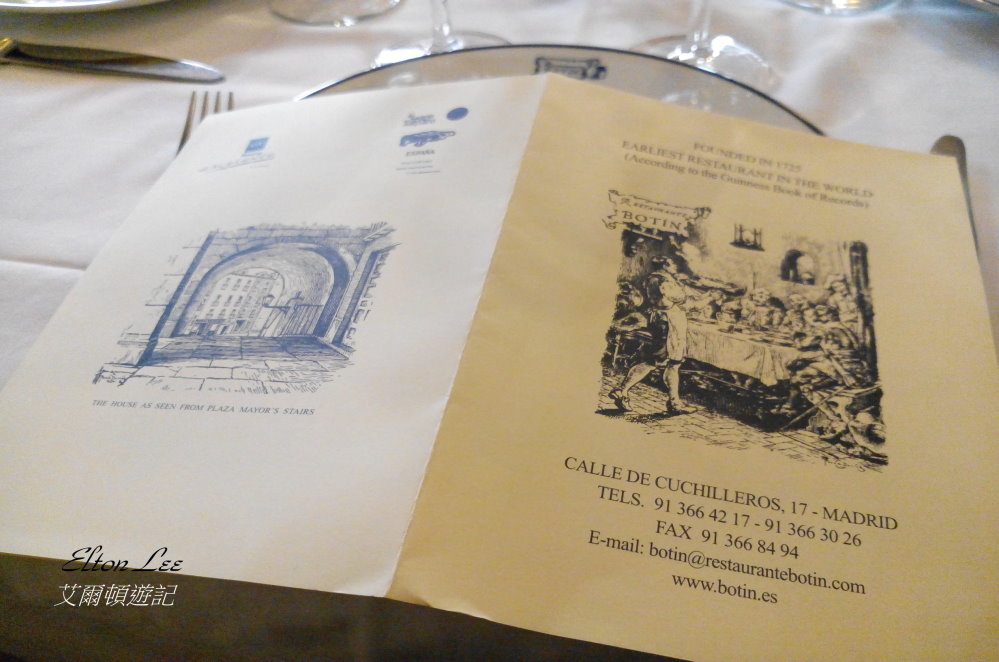 ESPAÑA
THE HOUSE AS SEEN FROM PLAZA MAYOR'S STAIRS
FOUNDED IN 1725
EARLIEST RESTAURANT IN THE WORLD
(According to the Guinness Book of Records)
Restaurante
BOTIN
CALLE DE CUCHILLEROS, 17 - MADRID
TELS. 91 366 42 17 - 91 366 30 26
FAX 91 366 84 94
E-mail: botin@restaurantebotin.com
www.botin.es
Elton Lee
艾爾頓遊記